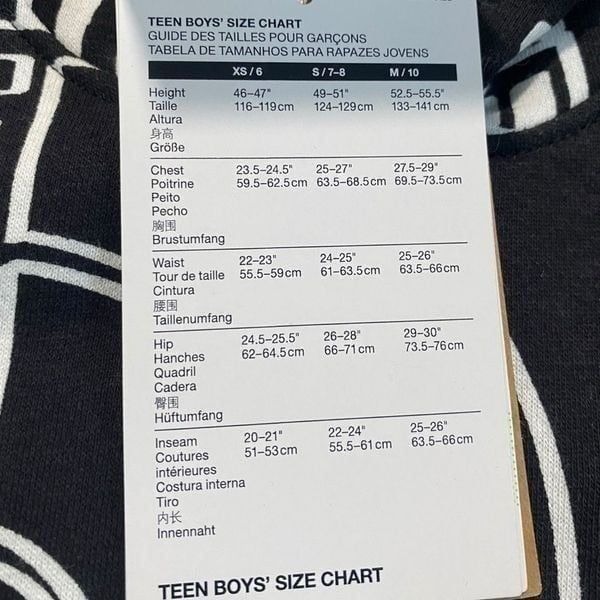 TEEN BOYS' SIZE CHART
GUIDE DES TAILLES POUR GARÇONS
TABELA DE TAMANHOS PARA RAPAZES JOVENS
XS / 6 S / 7–8 M / 10
Height 46–47" 49–51" 52.5–55.5"
Taille 116–119 cm 124–129 cm 133–141 cm
Altura
身高
Größe
Chest 23.5–24.5" 25–27" 27.5–29"
Poitrine 59.5–62.5 cm 63.5–68.5 cm 69.5–73.5 cm
Peito
Pecho
胸围
Brustumfang
Waist 22–23" 24–25" 25–26"
Tour de taille 55.5–59 cm 61–63.5 cm 63.5–66 cm
Cintura
腰围
Taillenumfang
Hip 24.5–25.5" 26–28" 29–30"
Hanches 62–64.5 cm 66–71 cm 73.5–76 cm
Quadril
Cadera
臀围
Hüftumfang
Inseam 20–21" 22–24" 25–26"
Coutures 51–53 cm 55.5–61 cm 63.5–66 cm
intérieures
Costura interna
Tiro
内长
Innennaht
TEEN BOYS' SIZE CHART